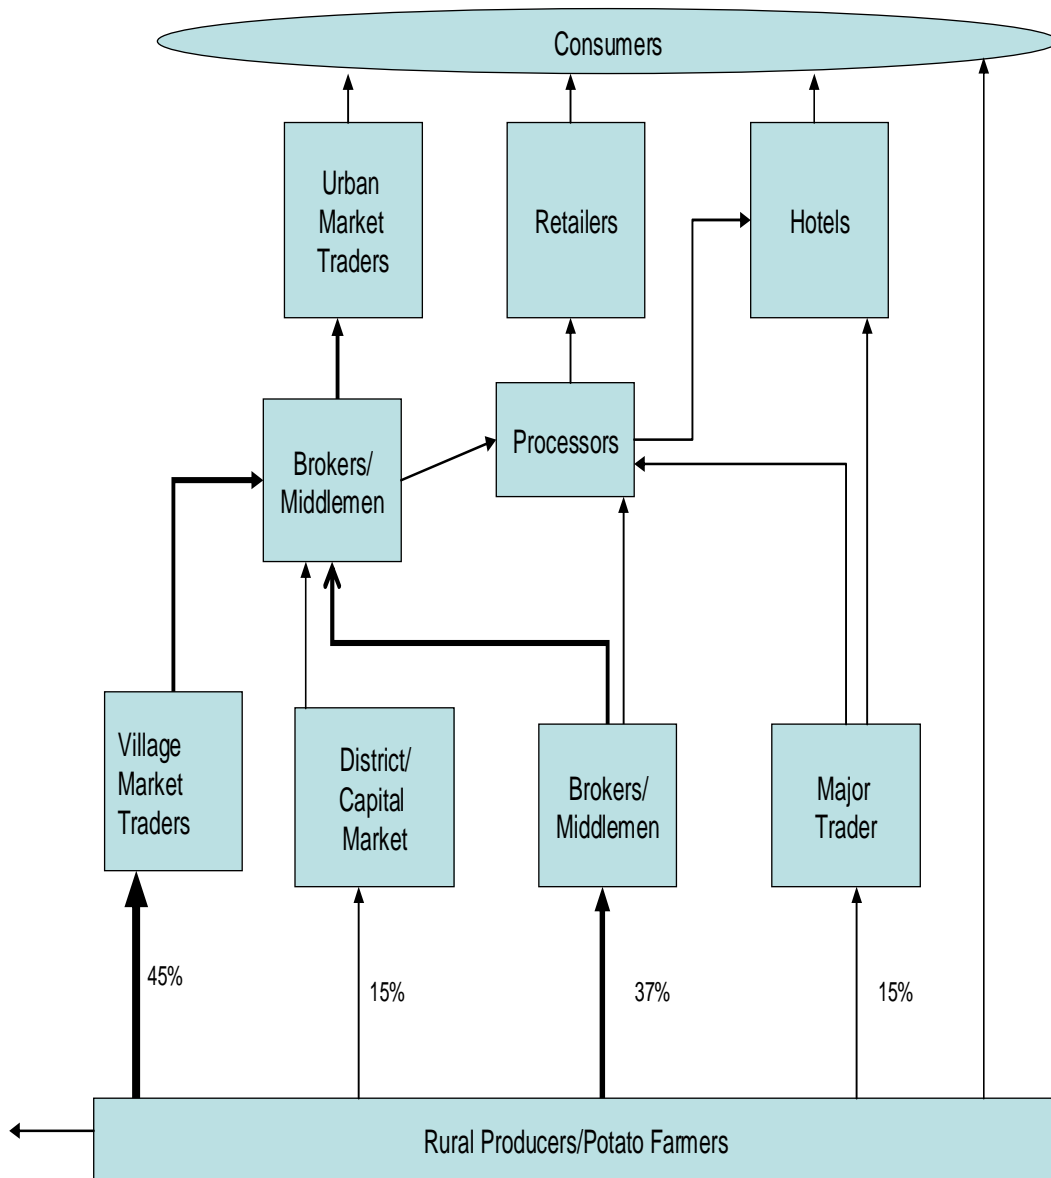 Consumers
Urban
Market
Traders
Retailers
Hotels
Brokers/
Middlemen
Processors
Village
Market
Traders
District/
Capital
Market
Brokers/
Middlemen
Major
Trader
45%
15%
37%
15%
Rural Producers/Potato Farmers